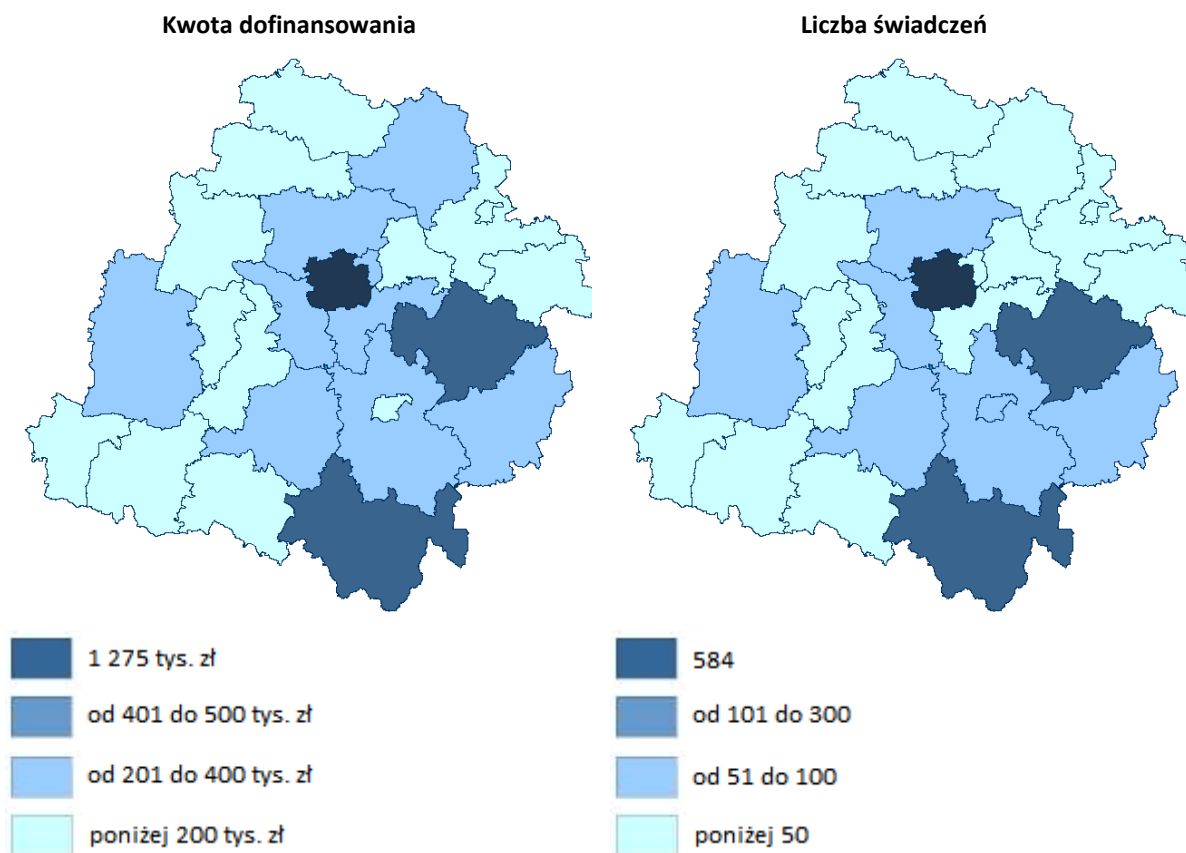 Kwota dofinansowania
Liczba świadczeń
1 275 tys. zł
od 401 do 500 tys. zł
od 201 do 400 tys. zł
poniżej 200 tys. zł
584
od 101 do 300
od 51 do 100
poniżej 50